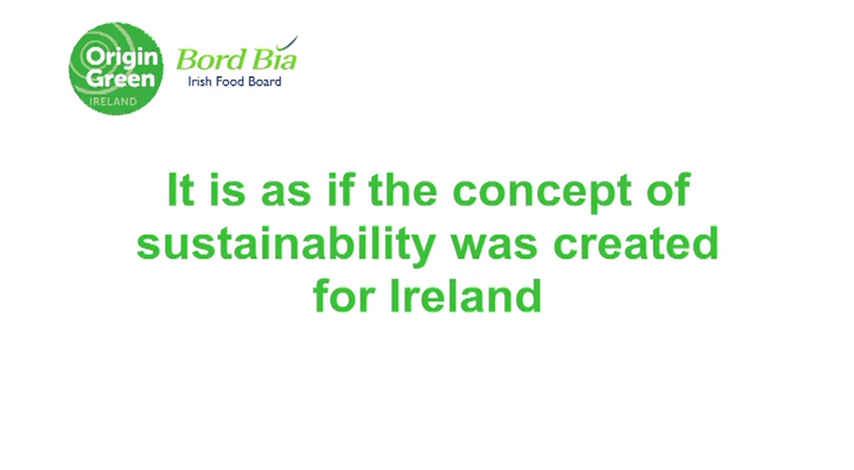 Origin
Green
IRELAND
Bord Bia
Irish Food Board
It is as if the concept of
sustainability was created
for Ireland